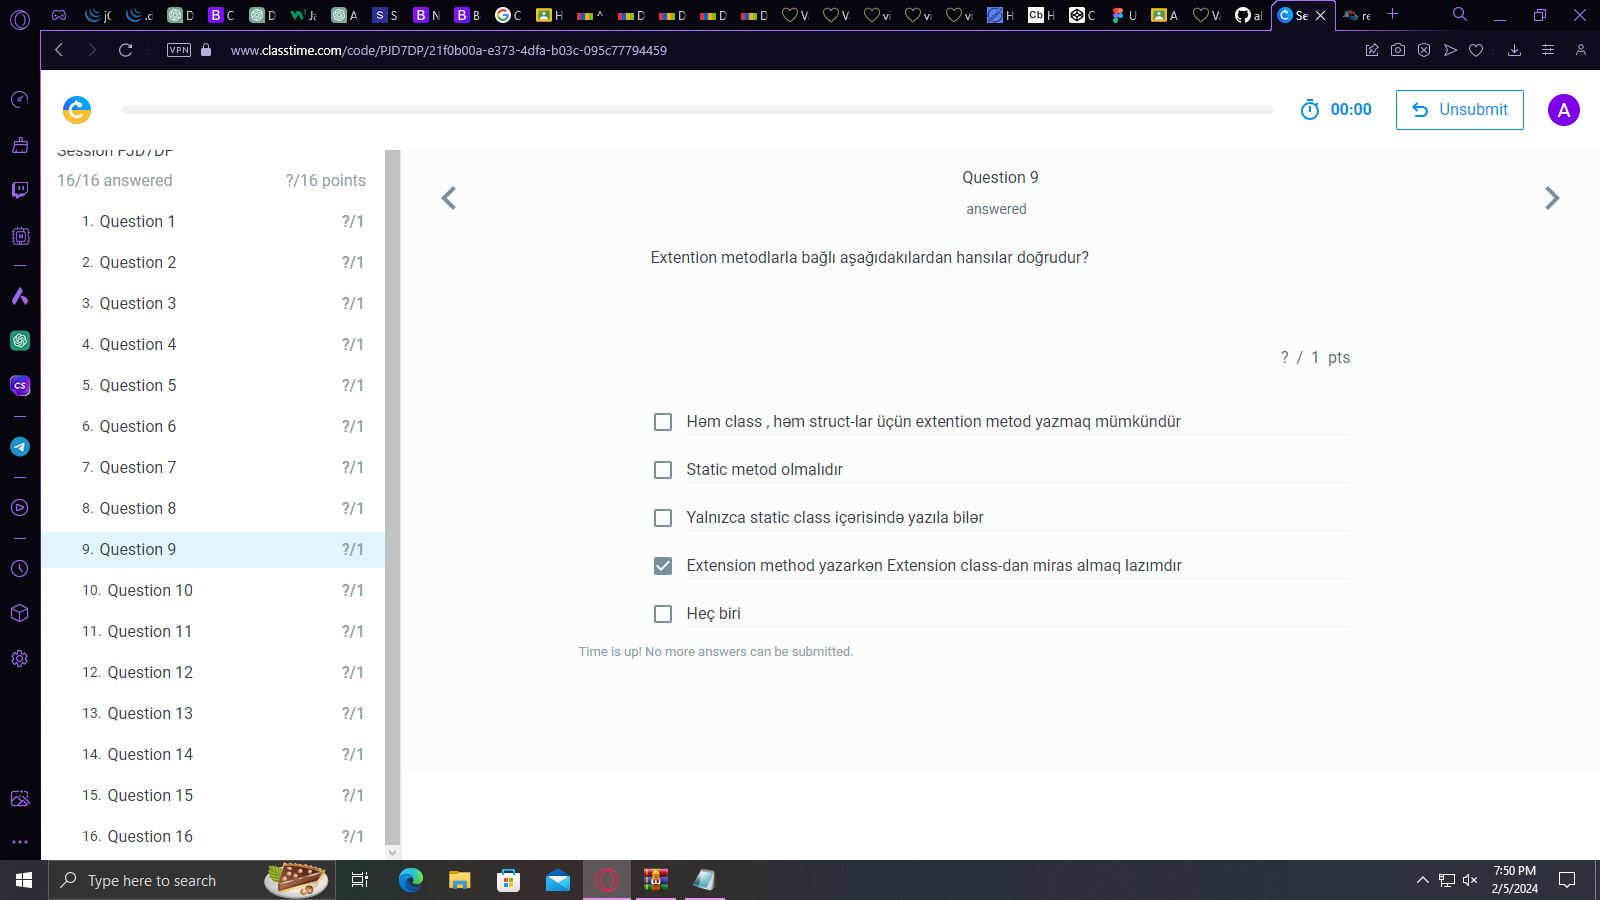 jC
.c
D
B C
D
Ja
A
S Si
B N
B B
G C
H
^
D
D
D
D
V
V
vi
vi
vi
H
Cb H
C
U
A
V
al
Se
re
VPN
www.classtime.com/code/PJD7DP/21f0b00a-e373-4dfa-b03c-095c77794459
00:00
Unsubmit
A
Session PJD7DP
16/16 answered
?/16 points
1. Question 1 ?/1
2. Question 2 ?/1
3. Question 3 ?/1
4. Question 4 ?/1
5. Question 5 ?/1
6. Question 6 ?/1
7. Question 7 ?/1
8. Question 8 ?/1
9. Question 9 ?/1
10. Question 10 ?/1
11. Question 11 ?/1
12. Question 12 ?/1
13. Question 13 ?/1
14. Question 14 ?/1
15. Question 15 ?/1
16. Question 16 ?/1
Question 9
answered
Extention metodlarla bağlı aşağıdakılardan hansılar doğrudur?
? / 1 pts
Həm class , həm struct-lar üçün extention metod yazmaq mümkündür
Static metod olmalıdır
Yalnızca static class içərisində yazıla bilər
Extension method yazarkən Extension class-dan miras almaq lazımdır
Heç biri
Time is up! No more answers can be submitted.
CS
Type here to search
7:50 PM
2/5/2024